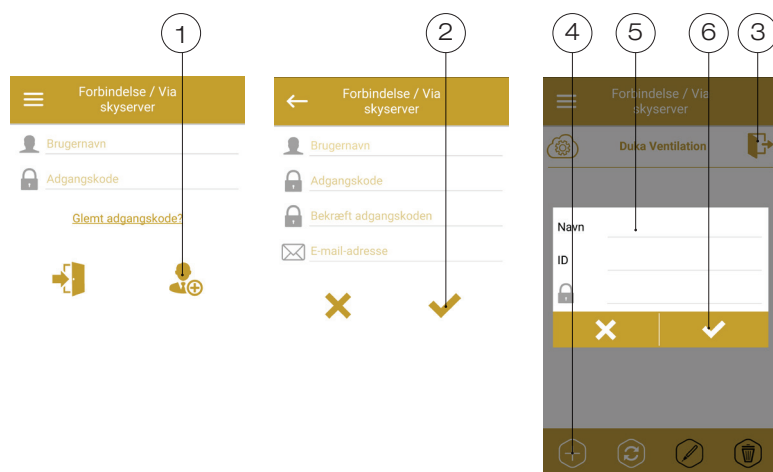 1
2
4
5
6
3
Forbindelse / Via
skyserver
Brugernavn
Adgangskode
Glemt adgangskode?
Forbindelse / Via
skyserver
Brugernavn
Adgangskode
Bekræft adgangskoden
E-mail-adresse
Forbindelse / Via
skyserver
Duka Ventilation
Navn
ID